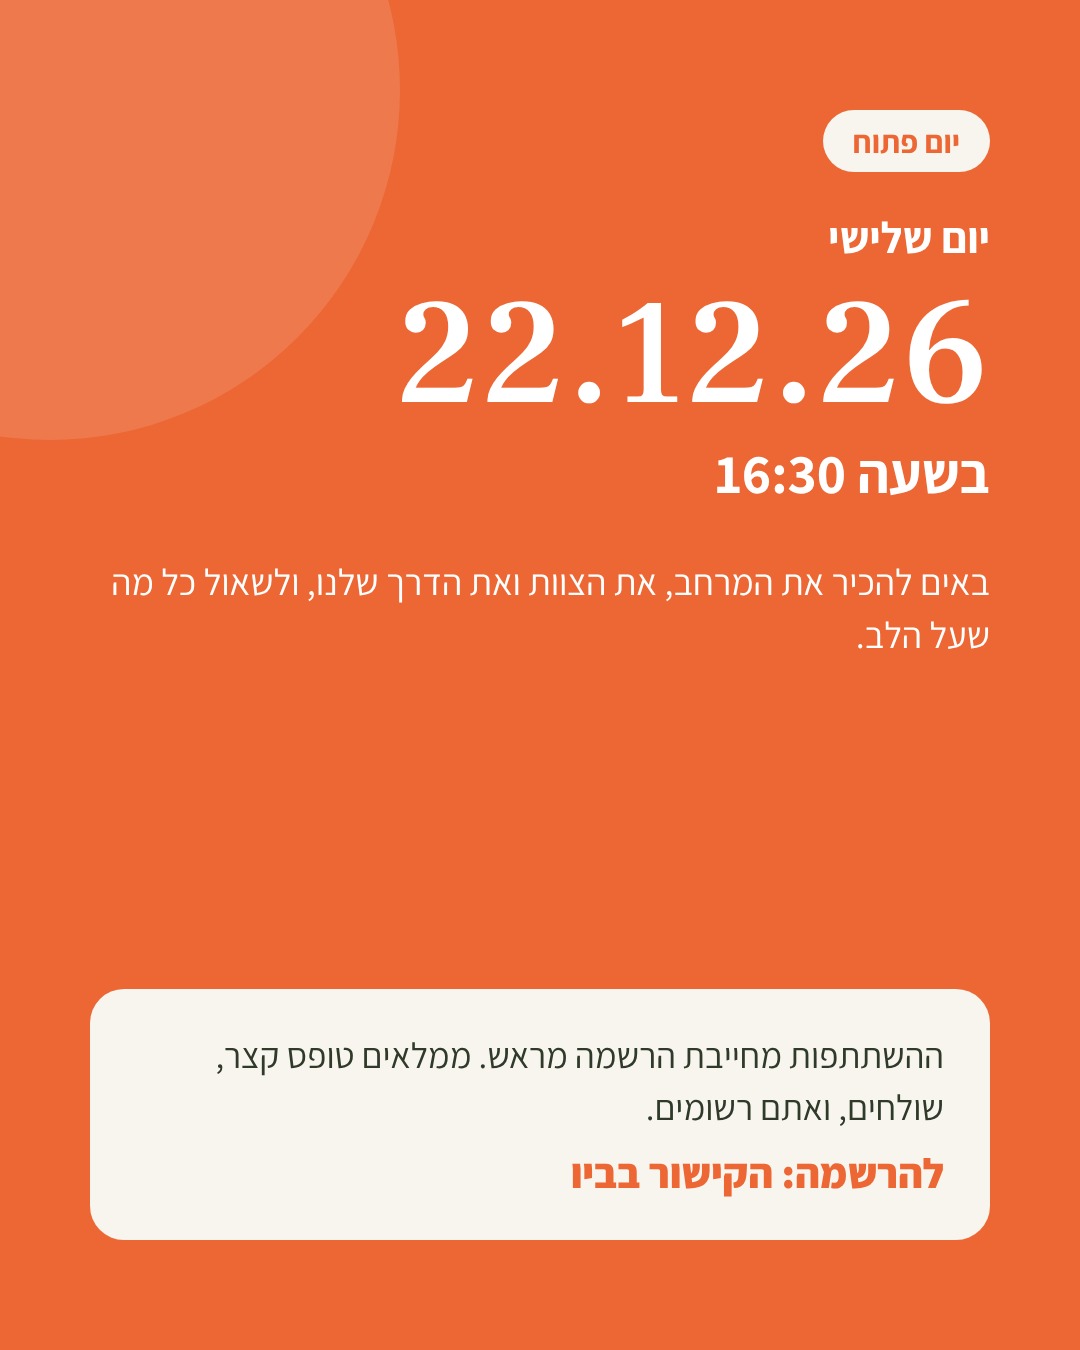 יום פתוח
יום שלישי
22.12.26
בשעה 16:30
באים להכיר את המרחב, את הצוות ואת הדרך שלנו, ולשאול כל מה
שעל הלב.
ההשתתפות מחייבת הרשמה מראש. ממלאים טופס קצר,
שולחים, ואתם רשומים.
להרשמה: הקישור בביו